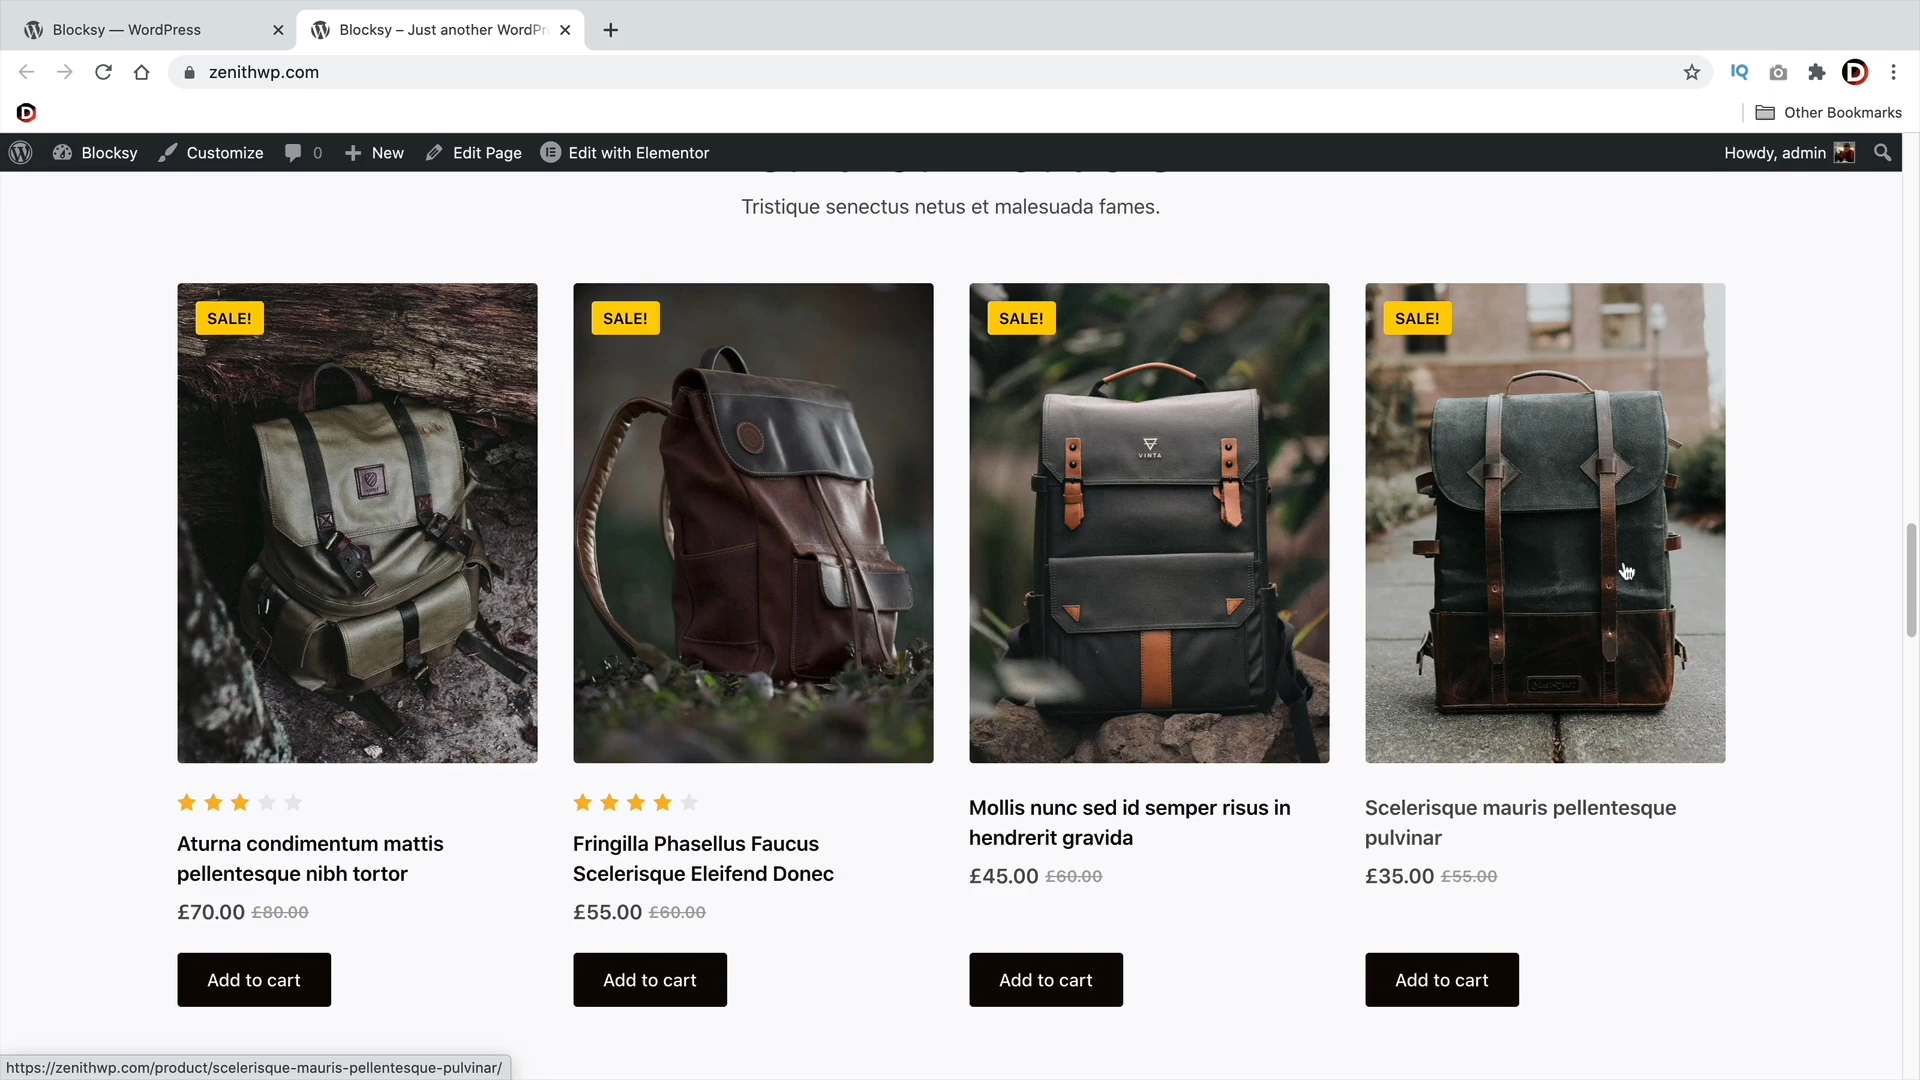 Blocksy — WordPress
Blocksy – Just another WordPr
zenithwp.com
IQ
D
D
Other Bookmarks
Blocksy
Customize
0
New
Edit Page
Edit with Elementor
Howdy, admin
Tristique senectus netus et malesuada fames.
SALE!
SALE!
SALE!
SALE!
VINTA
Aturna condimentum mattis
pellentesque nibh tortor
£70.00 £80.00
Add to cart
Fringilla Phasellus Faucus
Scelerisque Eleifend Donec
£55.00 £60.00
Add to cart
Mollis nunc sed id semper risus in
hendrerit gravida
£45.00 £60.00
Add to cart
Scelerisque mauris pellentesque
pulvinar
£35.00 £55.00
Add to cart
https://zenithwp.com/product/scelerisque-mauris-pellentesque-pulvinar/